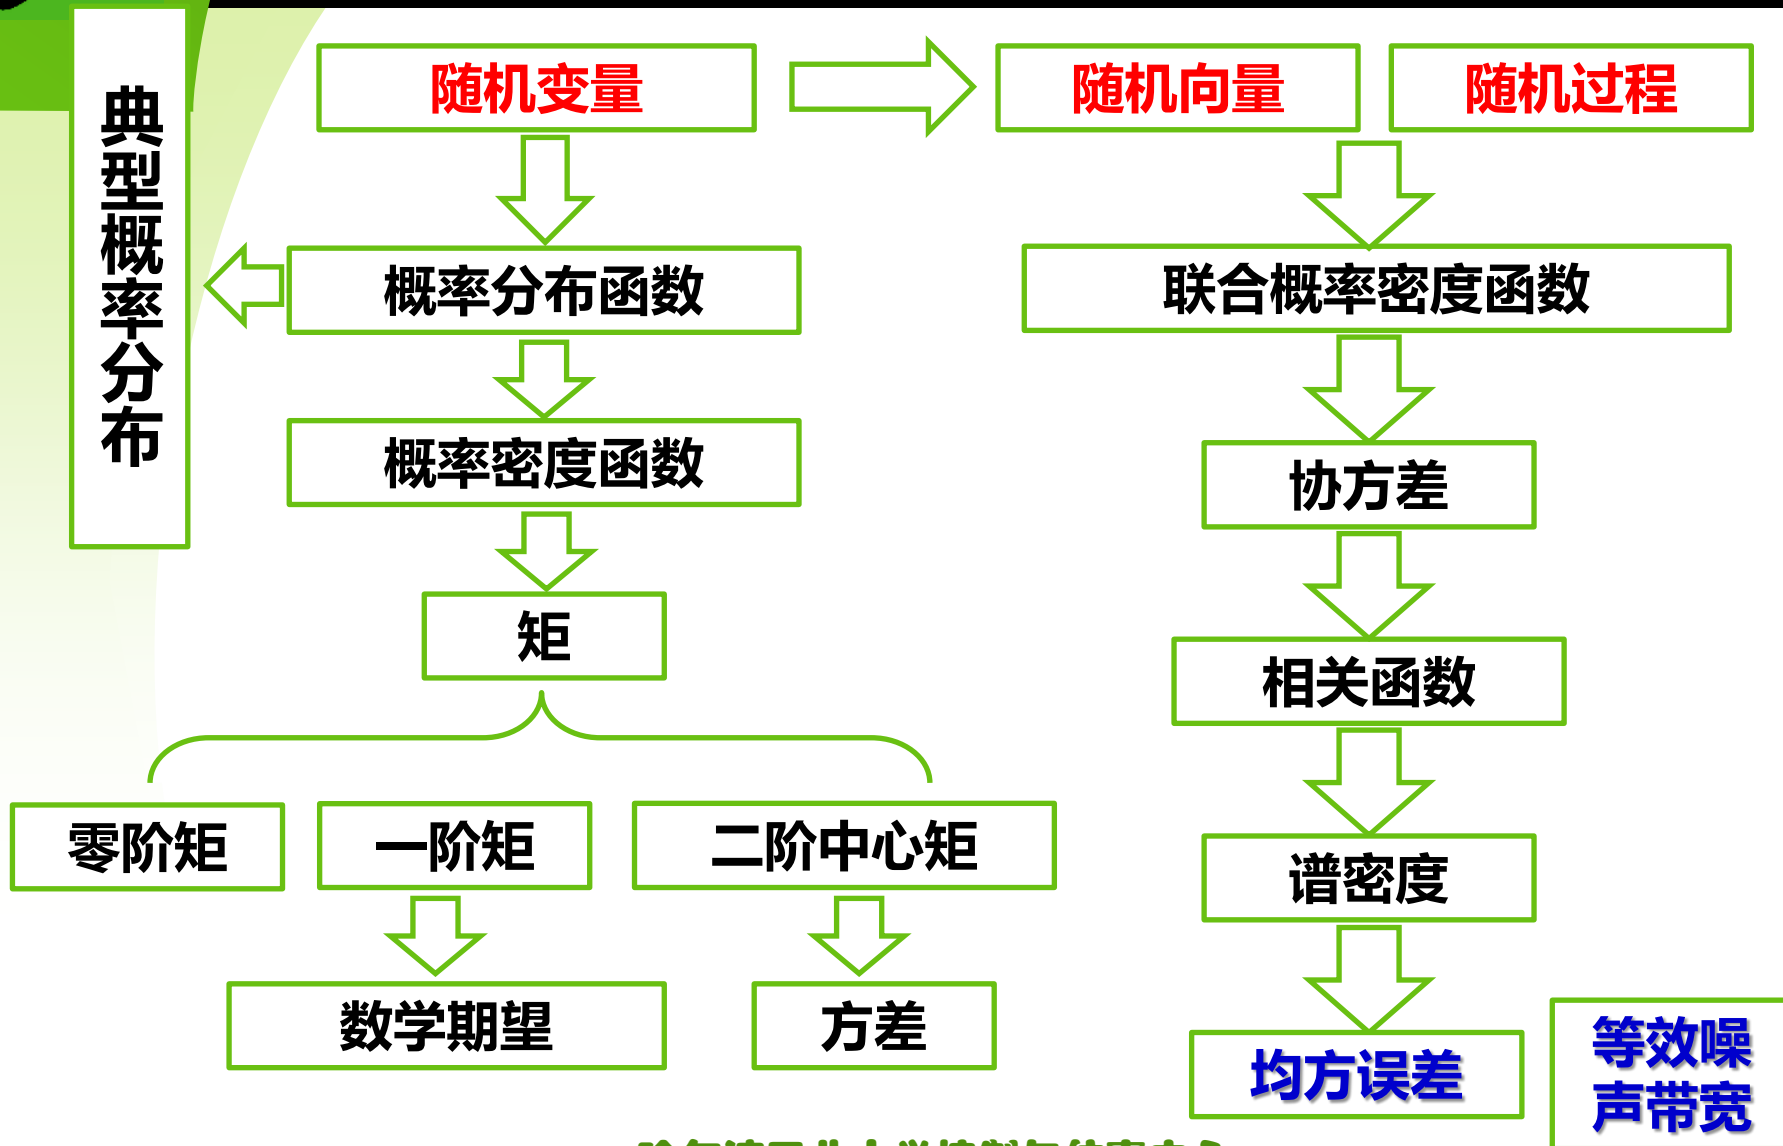 典型概率分布
随机变量
随机向量
随机过程
概率分布函数
联合概率密度函数
概率密度函数
协方差
矩
相关函数
零阶矩
一阶矩
二阶中心矩
谱密度
数学期望
方差
均方误差
等效噪
声带宽